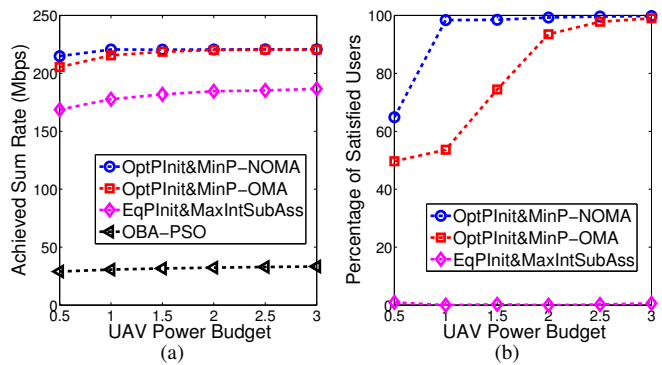 250
200
150
100
50
0
Achieved Sum Rate (Mbps)
OptPInit&MinP-NOMA
OptPInit&MinP-OMA
EqPInit&MaxIntSubAss
OBA-PSO
0.5 1 1.5 2 2.5 3
UAV Power Budget
(a)
100
80
60
40
20
0
Percentage of Satisfied Users
OptPInit&MinP-NOMA
OptPInit&MinP-OMA
EqPInit&MaxIntSubAss
0.5 1 1.5 2 2.5 3
UAV Power Budget
(b)